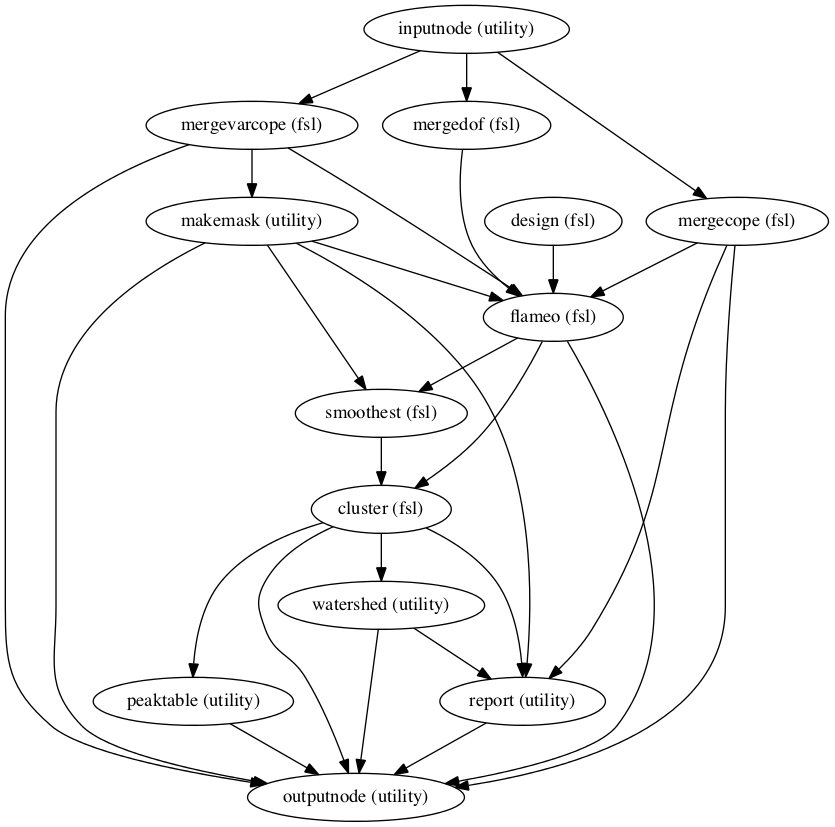 inputnode (utility)
mergevarcope (fsl)
mergedof (fsl)
makemask (utility)
design (fsl)
mergecope (fsl)
flameo (fsl)
smoothest (fsl)
cluster (fsl)
watershed (utility)
peaktable (utility)
report (utility)
outputnode (utility)